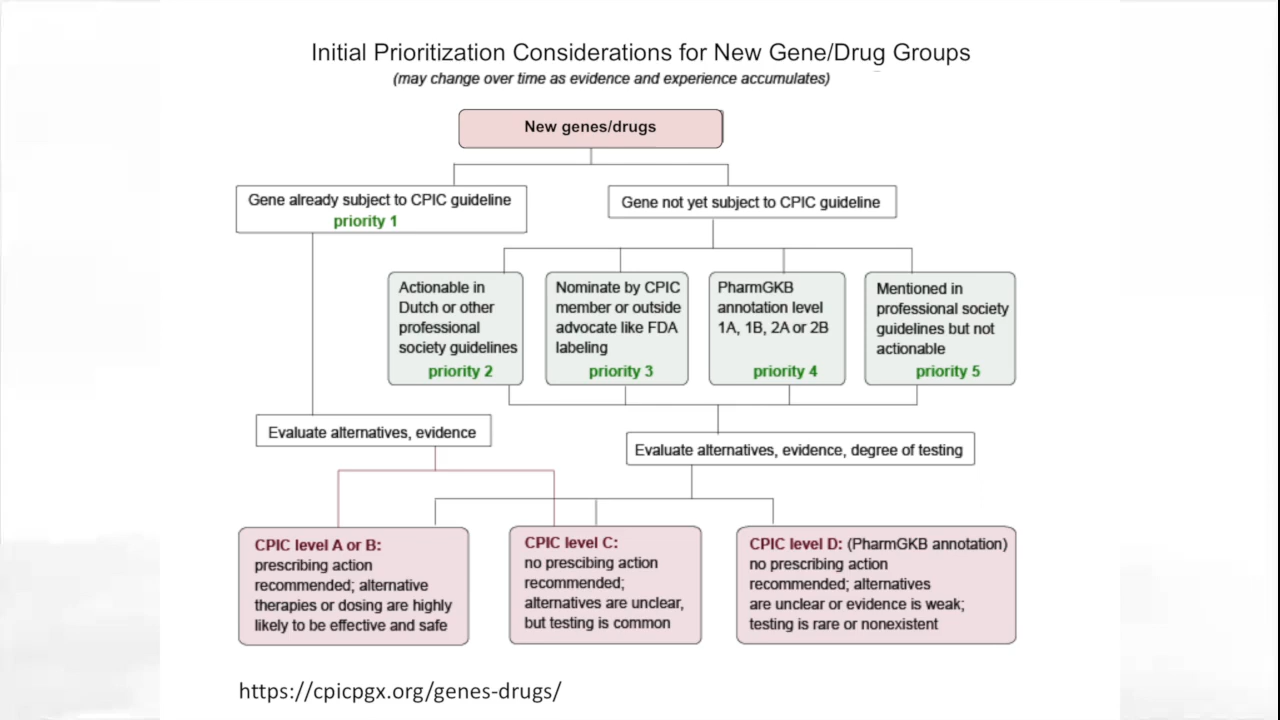 Initial Prioritization Considerations for New Gene/Drug Groups
(may change over time as evidence and experience accumulates)
New genes/drugs
Gene already subject to CPIC guideline
priority 1
Gene not yet subject to CPIC guideline
Actionable in
Dutch or other
professional
society guidelines
priority 2
Nominate by CPIC
member or outside
advocate like FDA
labeling
priority 3
PharmGKB
annotation level
1A, 1B, 2A or 2B
priority 4
Mentioned in
professional society
guidelines but not
actionable
priority 5
Evaluate alternatives, evidence
Evaluate alternatives, evidence, degree of testing
CPIC level A or B:
prescribing action
recommended; alternative
therapies or dosing are highly
likely to be effective and safe
CPIC level C:
no prescibing action
recommended;
alternatives are unclear,
but testing is common
CPIC level D: (PharmGKB annotation)
no prescribing action
recommended; alternatives
are unclear or evidence is weak;
testing is rare or nonexistent
https://cpicpgx.org/genes-drugs/